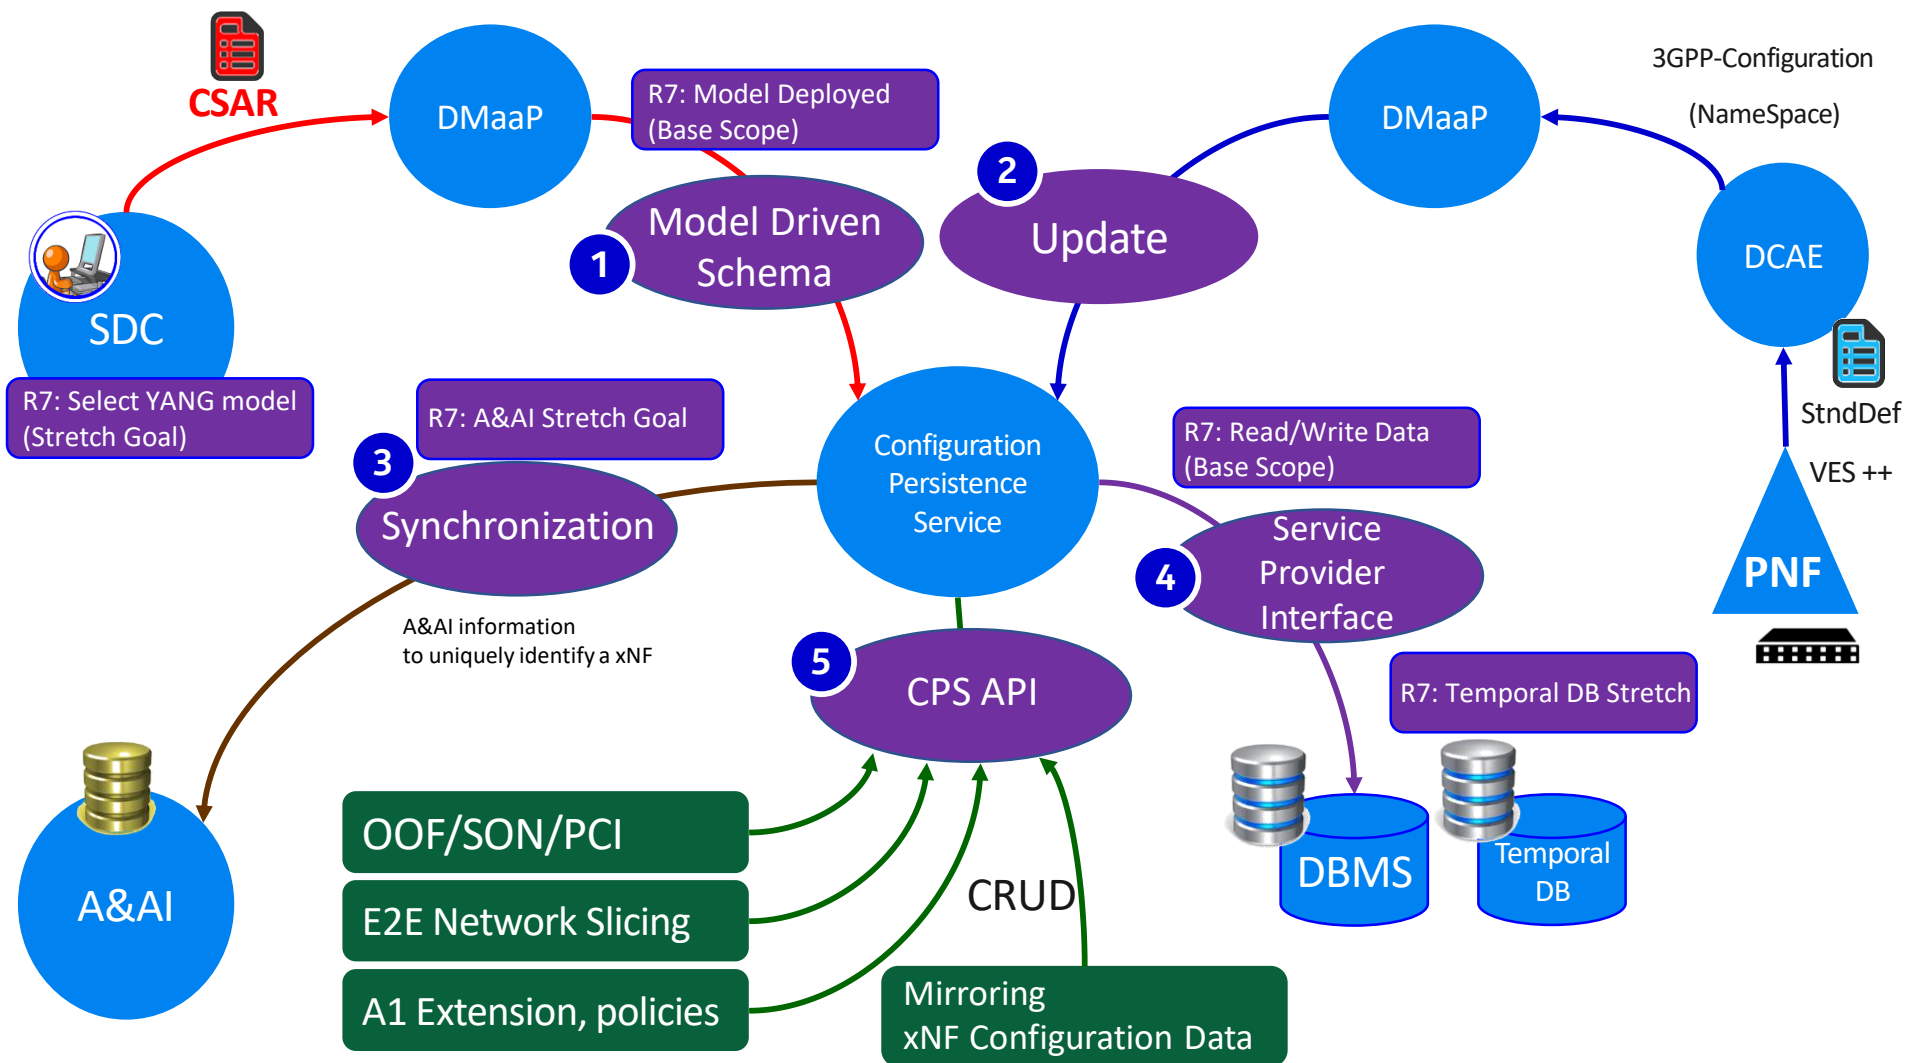 CSAR
DMaaP
R7: Model Deployed
(Base Scope)
DMaaP
3GPP-Configuration
(NameSpace)
1
Model Driven
Schema
2
Update
DCAE
SDC
R7: Select YANG model
(Stretch Goal)
StndDef
VES ++
PNF
R7: A&AI Stretch Goal
3
Synchronization
Configuration
Persistence
Service
R7: Read/Write Data
(Base Scope)
4
Service
Provider
Interface
A&AI information
to uniquely identify a xNF
5
CPS API
R7: Temporal DB Stretch
A&AI
OOF/SON/PCI
E2E Network Slicing
A1 Extension, policies
CRUD
Mirroring
xNF Configuration Data
DBMS
Temporal
DB